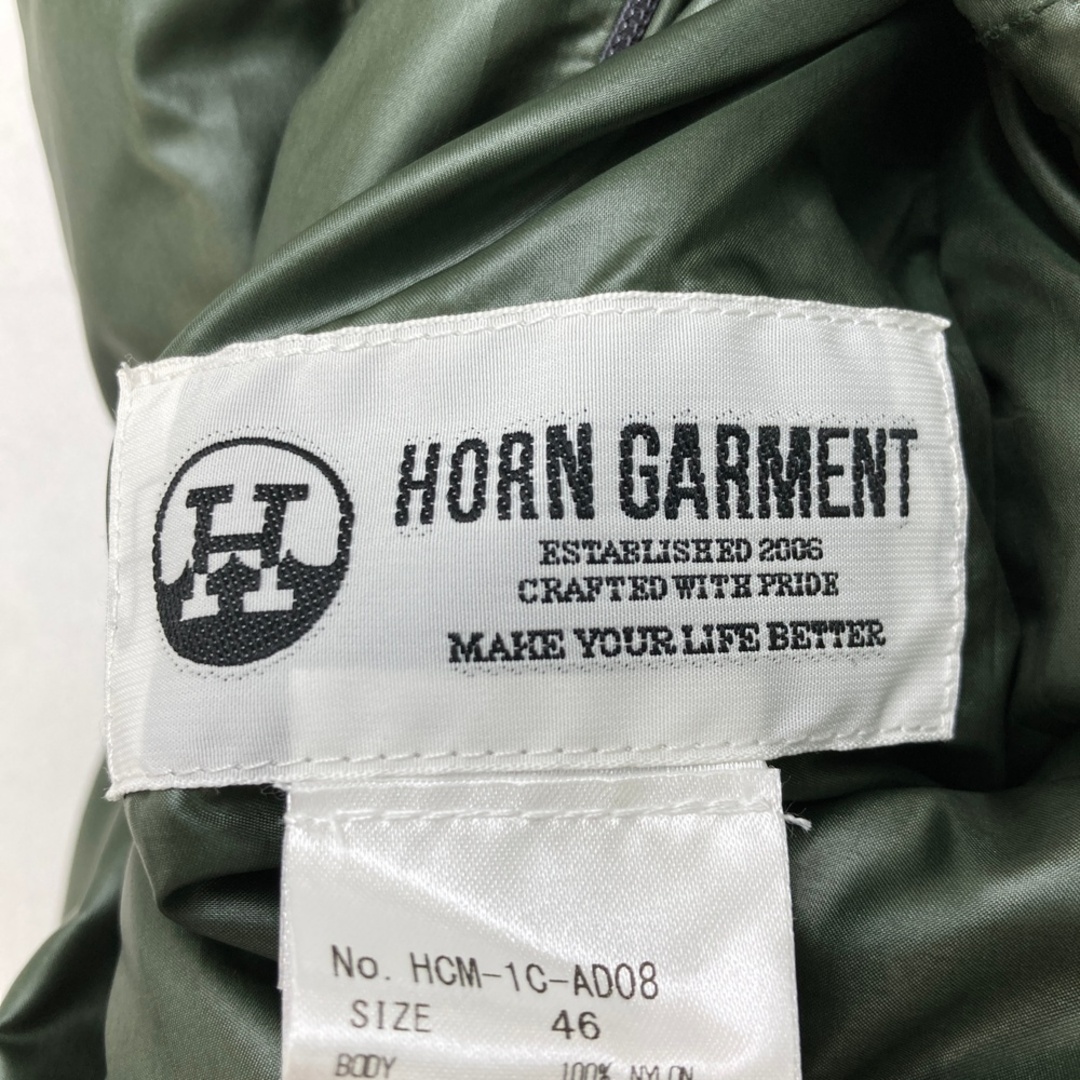 H
HORN GARMENT
ESTABLISHED 2006
CRAFTED WITH PRIDE
MAKE YOUR LIFE BETTER
No. HCM-1C-AD08
SIZE 46
BODY 100% NYLON